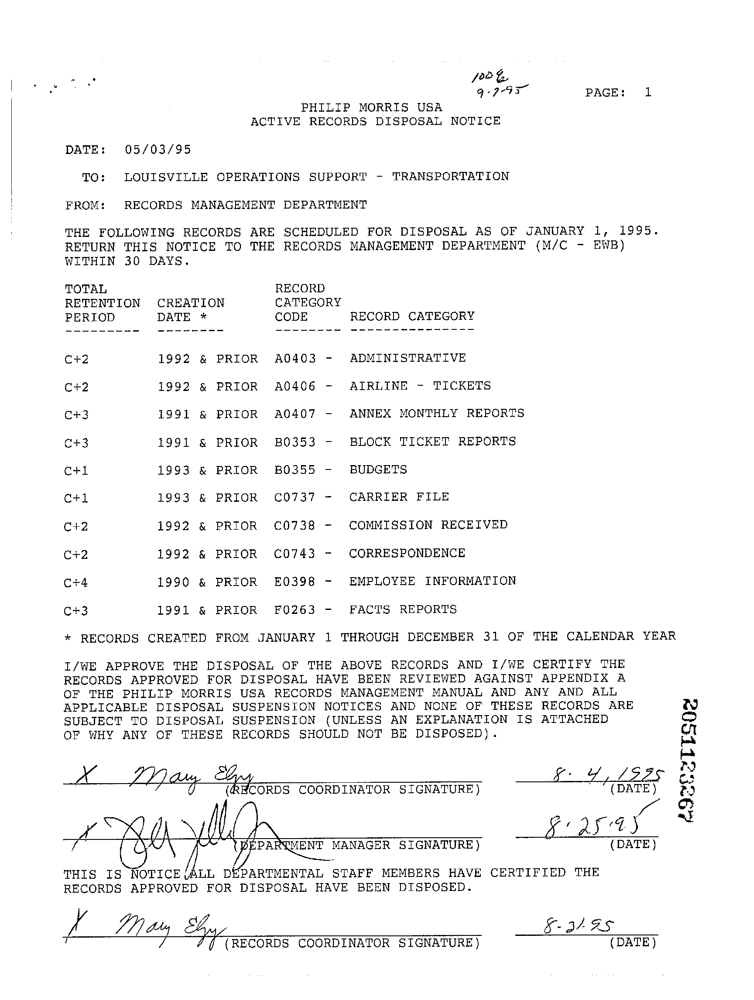 100%
9-7-95
PAGE: 1
PHILIP MORRIS USA
ACTIVE RECORDS DISPOSAL NOTICE
DATE: 05/03/95
TO: LOUISVILLE OPERATIONS SUPPORT - TRANSPORTATION
FROM: RECORDS MANAGEMENT DEPARTMENT
THE FOLLOWING RECORDS ARE SCHEDULED FOR DISPOSAL AS OF JANUARY 1, 1995.
RETURN THIS NOTICE TO THE RECORDS MANAGEMENT DEPARTMENT (M/C - EWB)
WITHIN 30 DAYS.
TOTAL RECORD
RETENTION CREATION CATEGORY
PERIOD DATE * CODE RECORD CATEGORY
--------- -------- -------- ---------------
C+2 1992 & PRIOR A0403 - ADMINISTRATIVE
C+2 1992 & PRIOR A0406 - AIRLINE - TICKETS
C+3 1991 & PRIOR A0407 - ANNEX MONTHLY REPORTS
C+3 1991 & PRIOR B0353 - BLOCK TICKET REPORTS
C+1 1993 & PRIOR B0355 - BUDGETS
C+1 1993 & PRIOR C0737 - CARRIER FILE
C+2 1992 & PRIOR C0738 - COMMISSION RECEIVED
C+2 1992 & PRIOR C0743 - CORRESPONDENCE
C+4 1990 & PRIOR E0398 - EMPLOYEE INFORMATION
C+3 1991 & PRIOR F0263 - FACTS REPORTS
* RECORDS CREATED FROM JANUARY 1 THROUGH DECEMBER 31 OF THE CALENDAR YEAR
I/WE APPROVE THE DISPOSAL OF THE ABOVE RECORDS AND I/WE CERTIFY THE
RECORDS APPROVED FOR DISPOSAL HAVE BEEN REVIEWED AGAINST APPENDIX A
OF THE PHILIP MORRIS USA RECORDS MANAGEMENT MANUAL AND ANY AND ALL
APPLICABLE DISPOSAL SUSPENSION NOTICES AND NONE OF THESE RECORDS ARE
SUBJECT TO DISPOSAL SUSPENSION (UNLESS AN EXPLANATION IS ATTACHED
OF WHY ANY OF THESE RECORDS SHOULD NOT BE DISPOSED).
X Mary Elzy 8. 4, 1995
(RECORDS COORDINATOR SIGNATURE) (DATE)
X 8.25.95
(DEPARTMENT MANAGER SIGNATURE) (DATE)
THIS IS NOTICE ALL DEPARTMENTAL STAFF MEMBERS HAVE CERTIFIED THE
RECORDS APPROVED FOR DISPOSAL HAVE BEEN DISPOSED.
X Mary Elzy 8-21-95
(RECORDS COORDINATOR SIGNATURE) (DATE)
2051123267